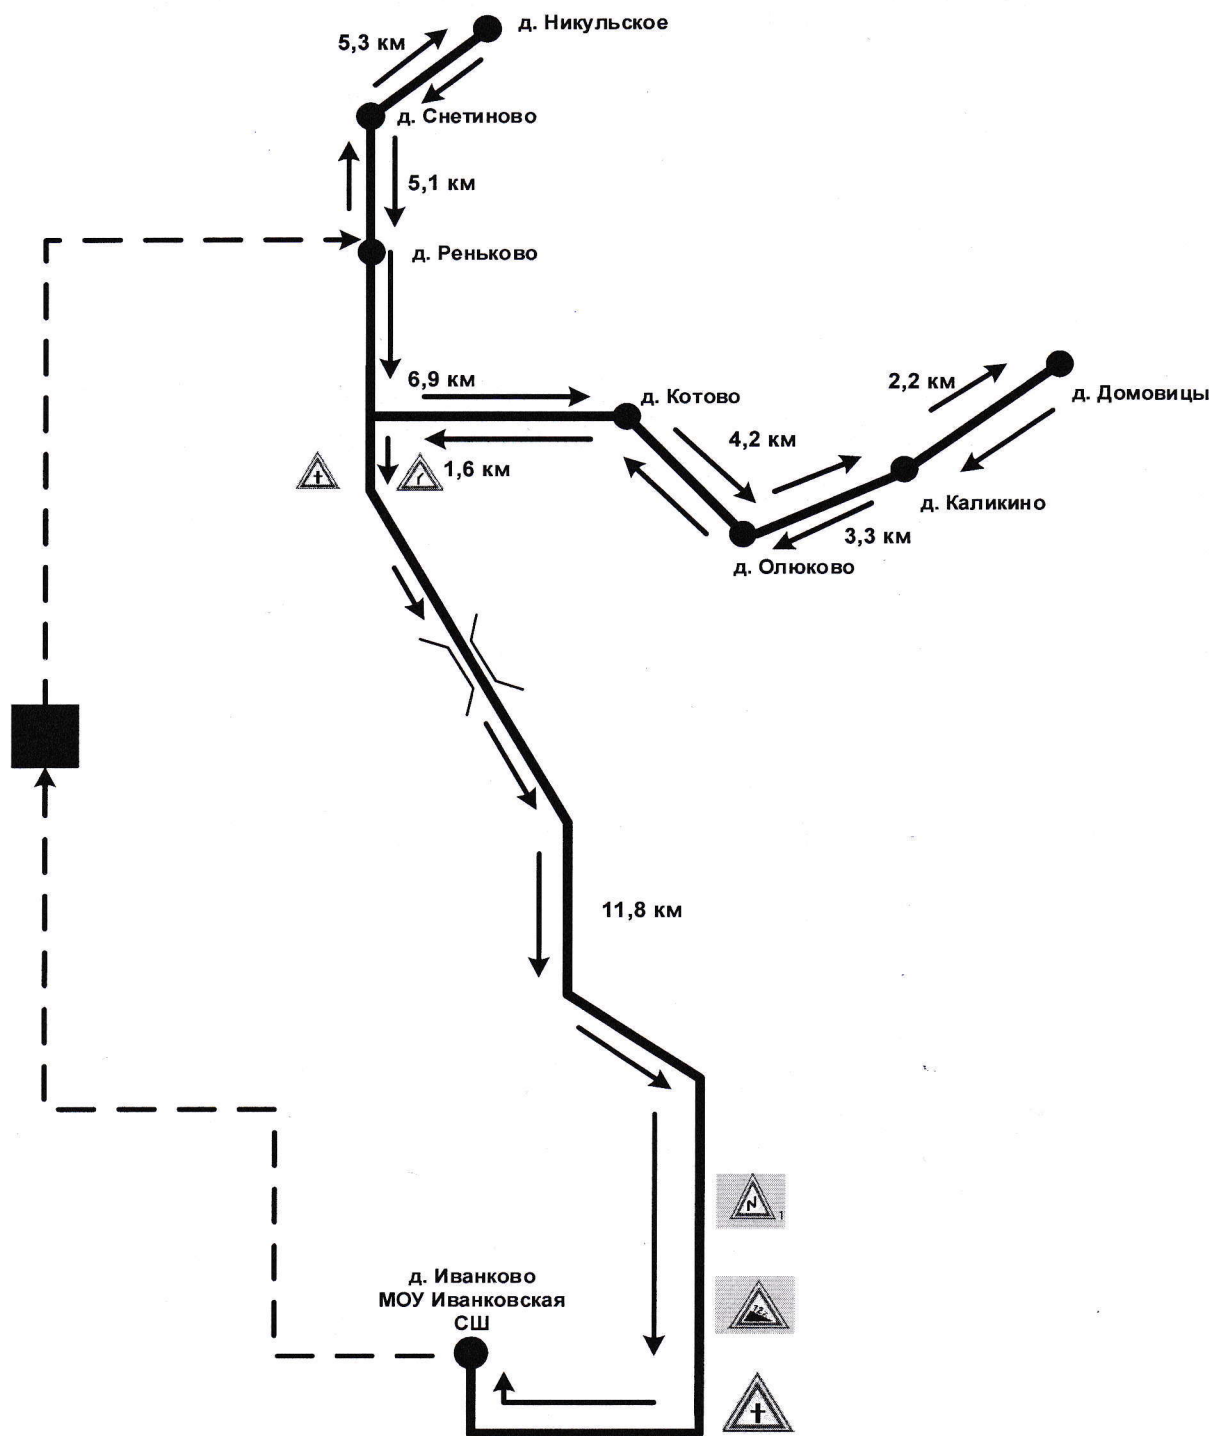 д. Никульское
5,3 км
д. Снетиново
5,1 км
д. Реньково
6,9 км
2,2 км
д. Котово
д. Домовицы
4,2 км
1,6 км
д. Каликино
3,3 км
д. Олюково
11,8 км
1
д. Иванково
МОУ Иванковская
СШ